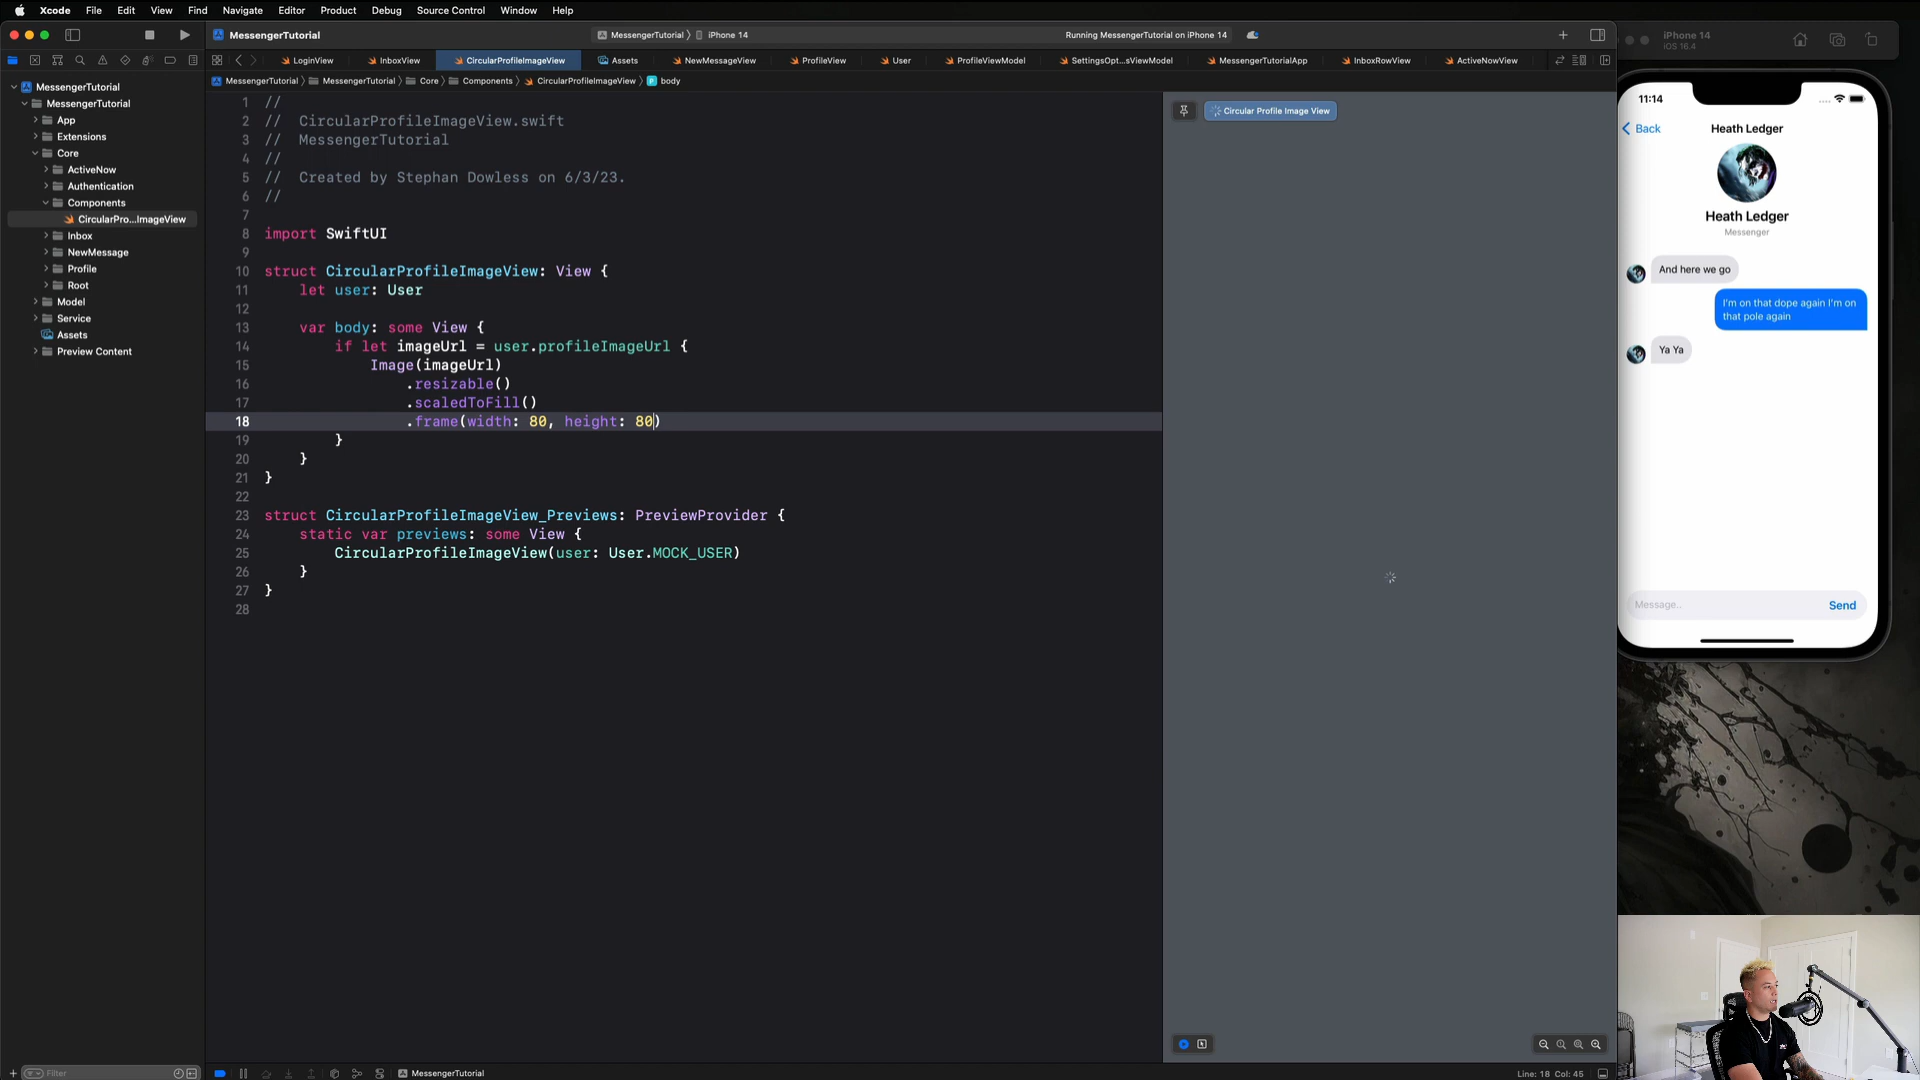 Xcode File Edit View Find Navigate Editor Product Debug Source Control Window Help
MessengerTutorial
MessengerTutorial 〉 iPhone 14
Running MessengerTutorial on iPhone 14
iPhone 14
iOS 16.4
LoginView
InboxView
CircularProfileImageView
Assets
NewMessageView
ProfileView
User
ProfileViewModel
SettingsOpt...sViewModel
MessengerTutorialApp
InboxRowView
ActiveNowView
MessengerTutorial 〉 MessengerTutorial 〉 Core 〉 Components 〉 CircularProfileImageView 〉 body
MessengerTutorial
MessengerTutorial
App
Extensions
Core
ActiveNow
Authentication
Components
CircularPro...ImageView
Inbox
NewMessage
Profile
Root
Model
Service
Assets
Preview Content
1 //
2 // CircularProfileImageView.swift
3 // MessengerTutorial
4 //
5 // Created by Stephan Dowless on 6/3/23.
6 //
7
8 import SwiftUI
9
10 struct CircularProfileImageView: View {
11 let user: User
12
13 var body: some View {
14 if let imageUrl = user.profileImageUrl {
15 Image(imageUrl)
16 .resizable()
17 .scaledToFill()
18 .frame(width: 80, height: 80)
19 }
20 }
21 }
22
23 struct CircularProfileImageView_Previews: PreviewProvider {
24 static var previews: some View {
25 CircularProfileImageView(user: User.MOCK_USER)
26 }
27 }
28
Circular Profile Image View
11:14
Back
Heath Ledger
Heath Ledger
Messenger
And here we go
I'm on that dope again I'm on
that pole again
Ya Ya
Message..
Send
Filter
MessengerTutorial
Line: 18 Col: 45